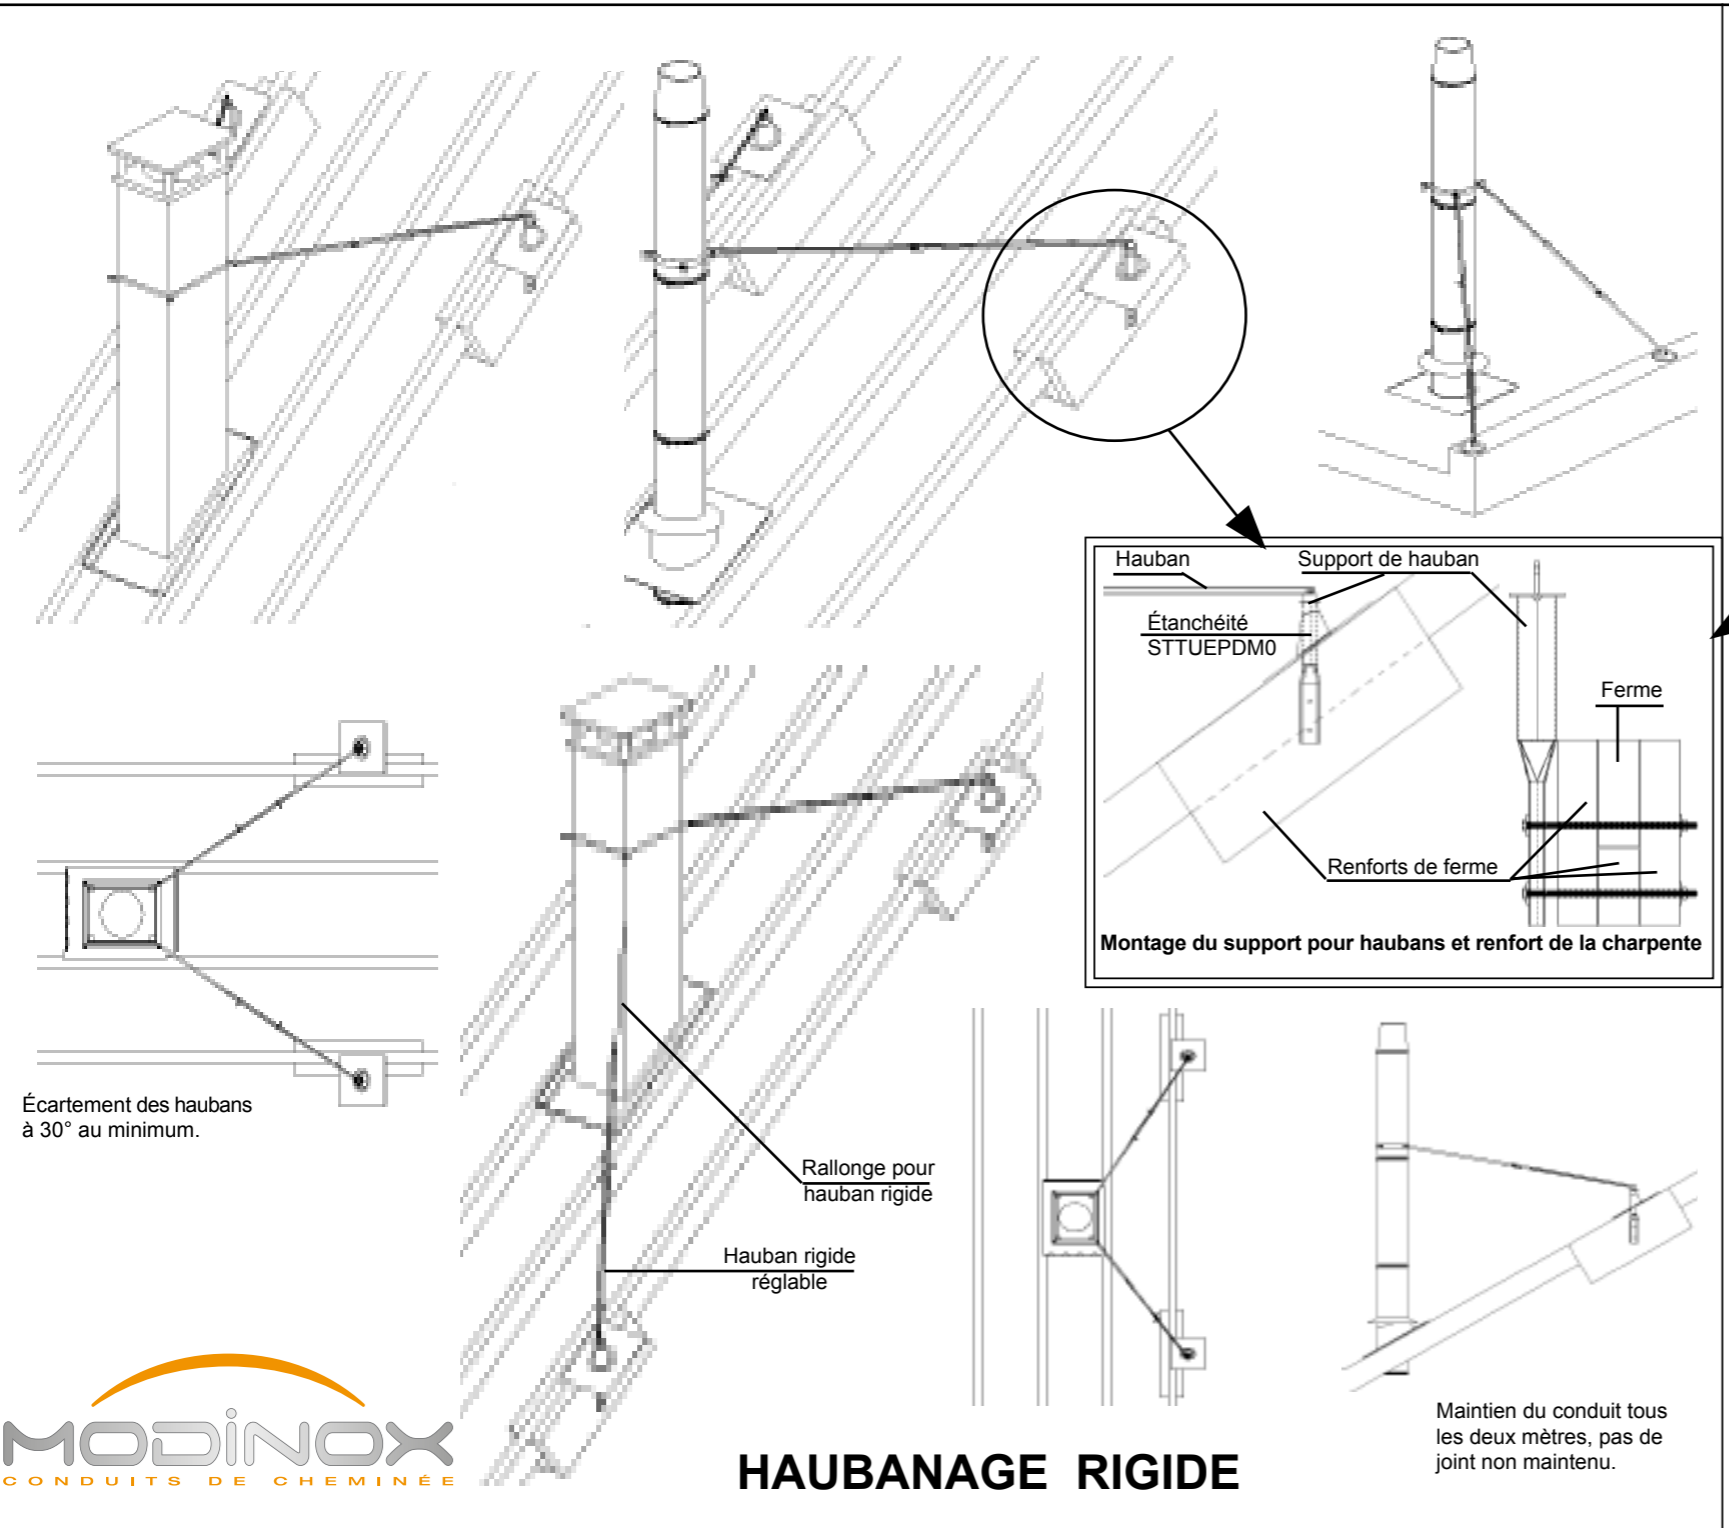 Hauban
Support de hauban
Étanchéité
STTUEPDM0
Ferme
Renforts de ferme
Montage du support pour haubans et renfort de la charpente
Écartement des haubans
à 30° au minimum.
Rallonge pour
hauban rigide
Hauban rigide
réglable
MODINOX
CONDUITS DE CHEMINÉE
HAUBANAGE RIGIDE
Maintien du conduit tous
les deux mètres, pas de
joint non maintenu.